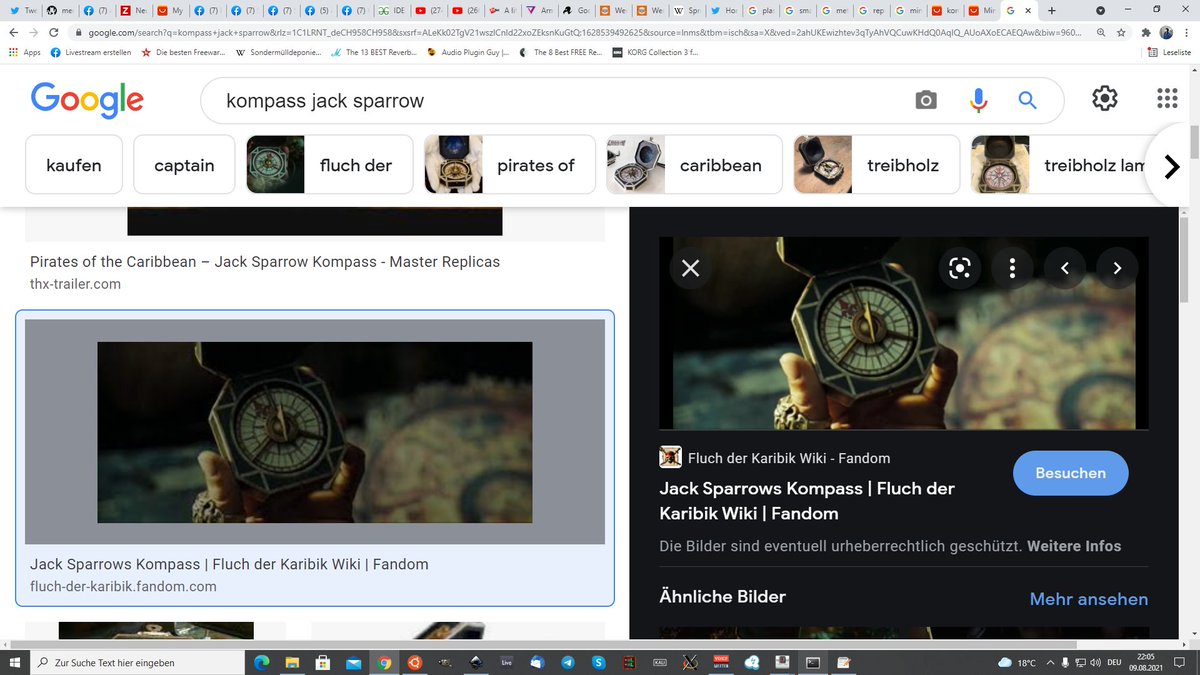 Twe
me
(7)
Ne
My
(7)
(7)
(7)
(5)
(7)
IDE
(27
(26
A li
Arn
Go
We
We
Spr
Ho
pla
sma
me
rep
min
kor
Mir
google.com/search?q=kompass+jack+sparrow&rlz=1C1LRNT_deCH958CH958&sxsrf=ALeKk02TgV21wszlCnId22xoZEksnKuGtQ:1628539492625&source=lnms&tbm=isch&sa=X&ved=2ahUKEwizhtev3qTyAhVQCuwKHdQ0AqIQ_AUoAXoECAEQAw&biw=960...
Apps
Livestream erstellen
Die besten Freewar...
Sondermülldeponie...
The 13 BEST Reverb...
Audio Plugin Guy |...
The 8 Best FREE Re...
KORG Collection 3 f...
Leseliste
Google
kompass jack sparrow
kaufen
captain
fluch der
pirates of
caribbean
treibholz
treibholz lam
Pirates of the Caribbean – Jack Sparrow Kompass - Master Replicas
thx-trailer.com
Jack Sparrows Kompass | Fluch der Karibik Wiki | Fandom
fluch-der-karibik.fandom.com
Fluch der Karibik Wiki - Fandom
Besuchen
Jack Sparrows Kompass | Fluch der
Karibik Wiki | Fandom
Die Bilder sind eventuell urheberrechtlich geschützt. Weitere Infos
Ähnliche Bilder
Mehr ansehen
Zur Suche Text hier eingeben
Live
18°C
DEU
22:05
09.08.2021